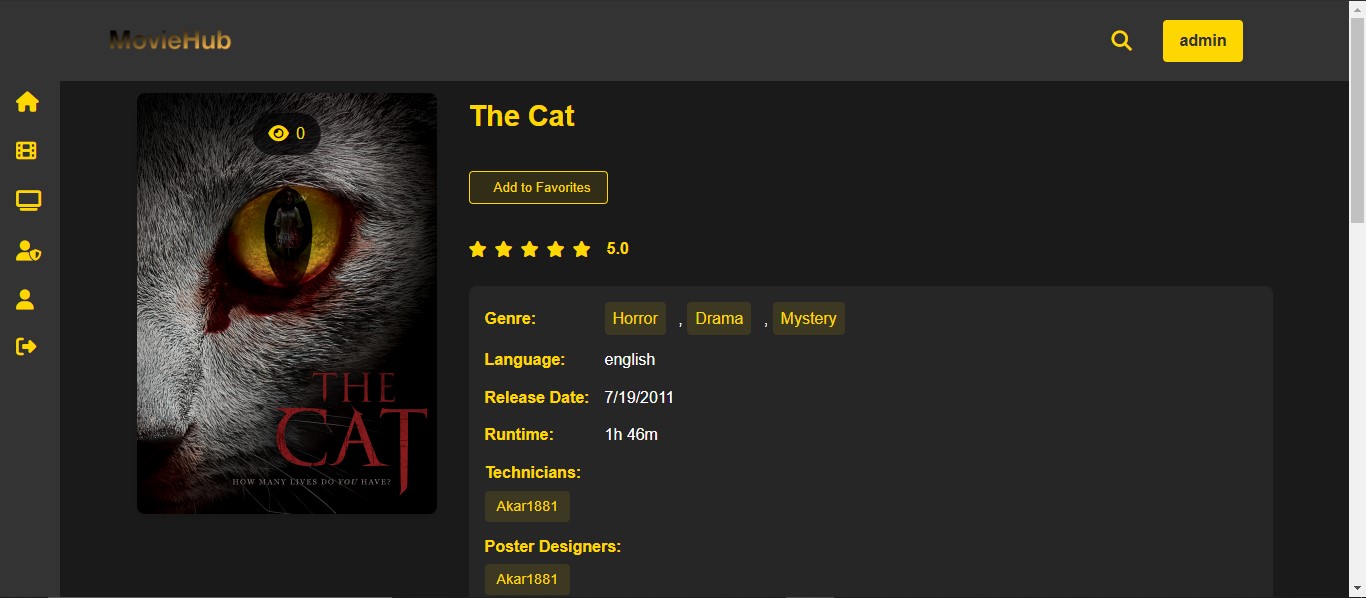 MovieHub
admin
0
THE
CAT
HOW MANY LIVES DO YOU HAVE?
The Cat
Add to Favorites
5.0
Genre: Horror , Drama , Mystery
Language: english
Release Date: 7/19/2011
Runtime: 1h 46m
Technicians:
Akar1881
Poster Designers:
Akar1881